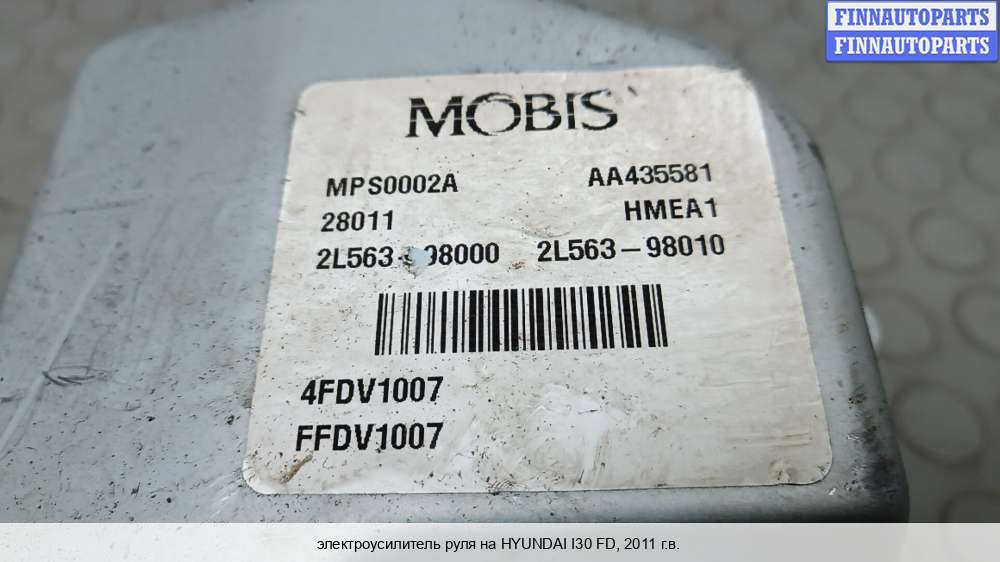 FINNAUTOPARTS
FINNAUTOPARTS
MOBIS
MPS0002A AA435581
28011 HMEA1
2L563-98000 2L563-98010
4FDV1007
FFDV1007
электроусилитель руля на HYUNDAI I30 FD, 2011 г.в.